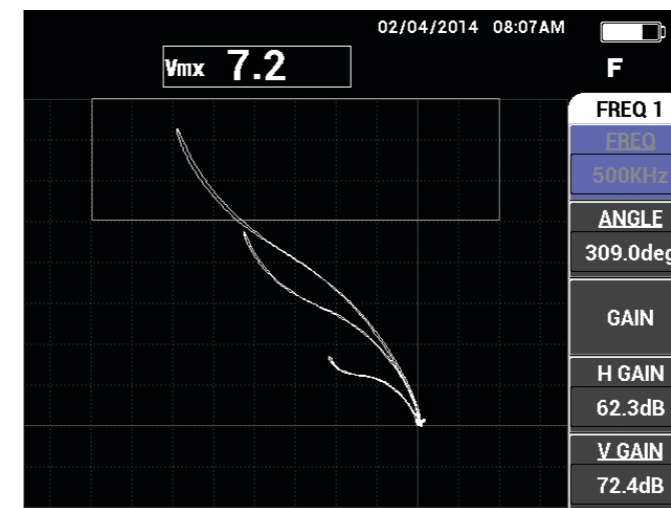 02/04/2014 08:07AM
Vmx 7.2
F
FREQ 1
FREQ
500KHz
ANGLE
309.0deg
GAIN
H GAIN
62.3dB
V GAIN
72.4dB